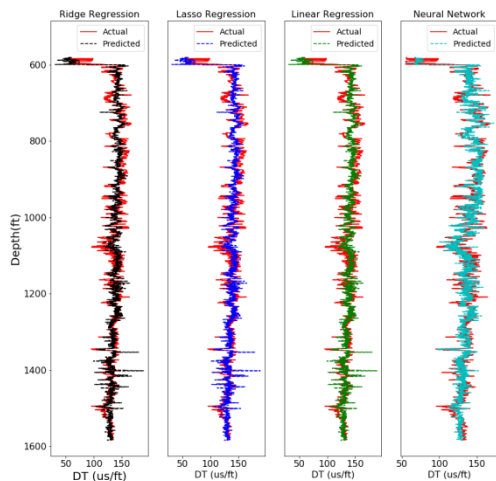 Ridge Regression
Lasso Regression
Linear Regression
Neural Network
Actual
Predicted
Actual
Predicted
Actual
Predicted
Actual
Predicted
Depth(ft)
600
800
1000
1200
1400
1600
50 100 150
50 100 150
50 100 150
100 150
DT (us/ft)
DT (us/ft)
DT (us/ft)
DT (us/ft)